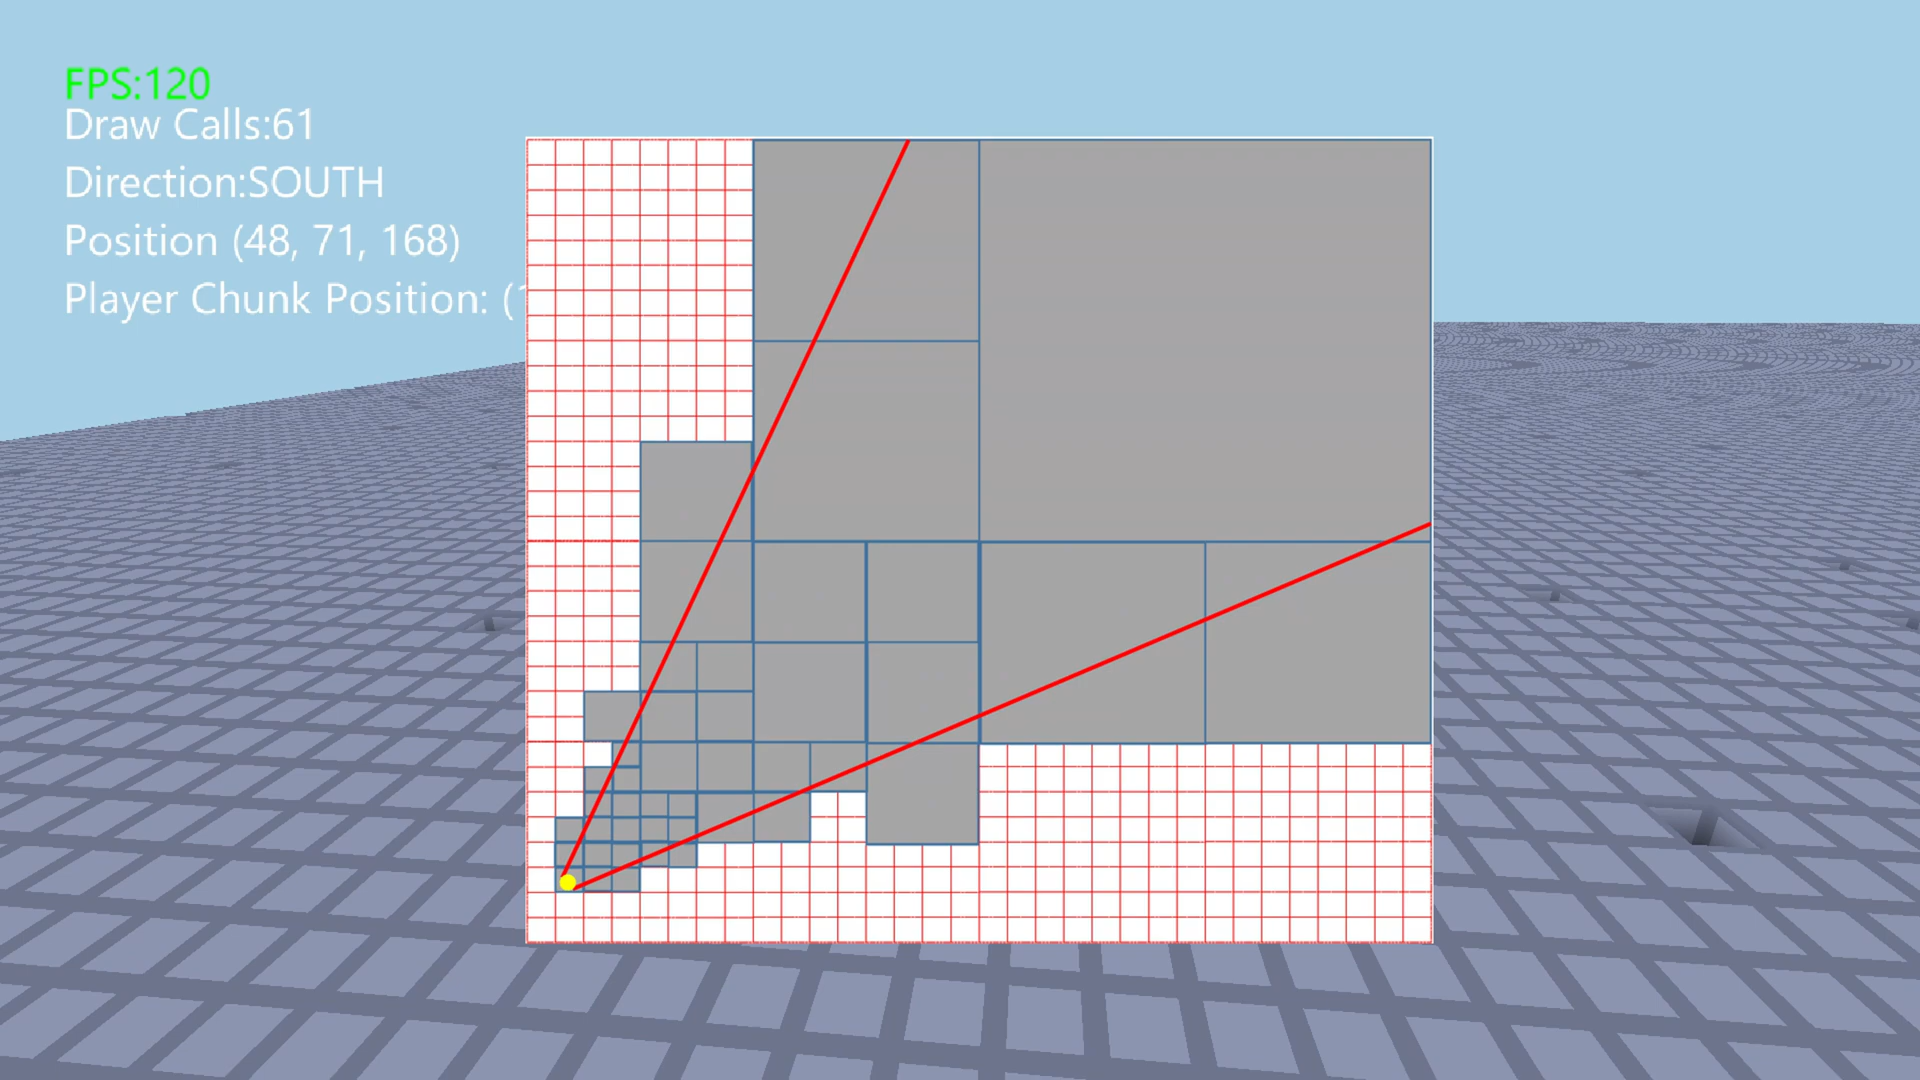 FPS:120
Draw Calls:61
Direction:SOUTH
Position (48, 71, 168)
Player Chunk Position: (